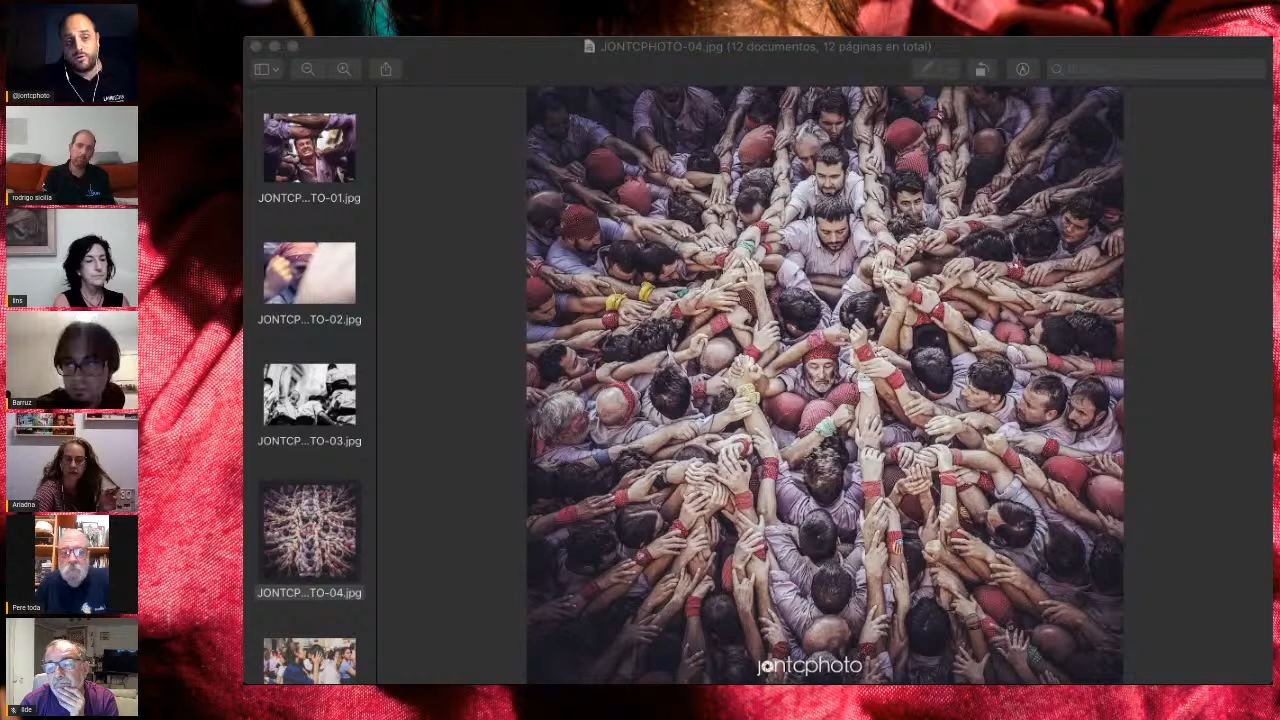 @jontcphoto
rodrigo sicilia
lins
Barruz
Ariadna
Pere toda
ilde
JONTCPHOTO-04.jpg (12 documentos, 12 páginas en total)
JONTCP...TO-01.jpg
JONTCP...TO-02.jpg
JONTCP...TO-03.jpg
JONTCP...TO-04.jpg
jontcphoto
30